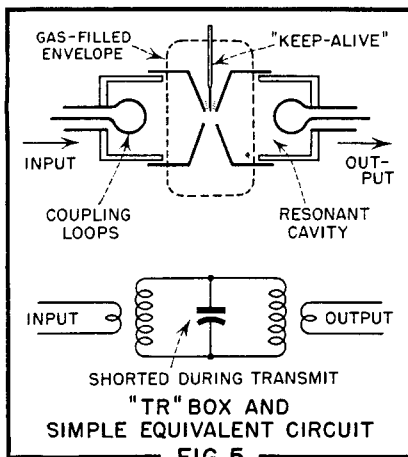 GAS-FILLED
ENVELOPE
"KEEP-ALIVE"
INPUT
OUT-
PUT
COUPLING
LOOPS
RESONANT
CAVITY
INPUT
OUTPUT
SHORTED DURING TRANSMIT
"TR" BOX AND
SIMPLE EQUIVALENT CIRCUIT
FIG 5